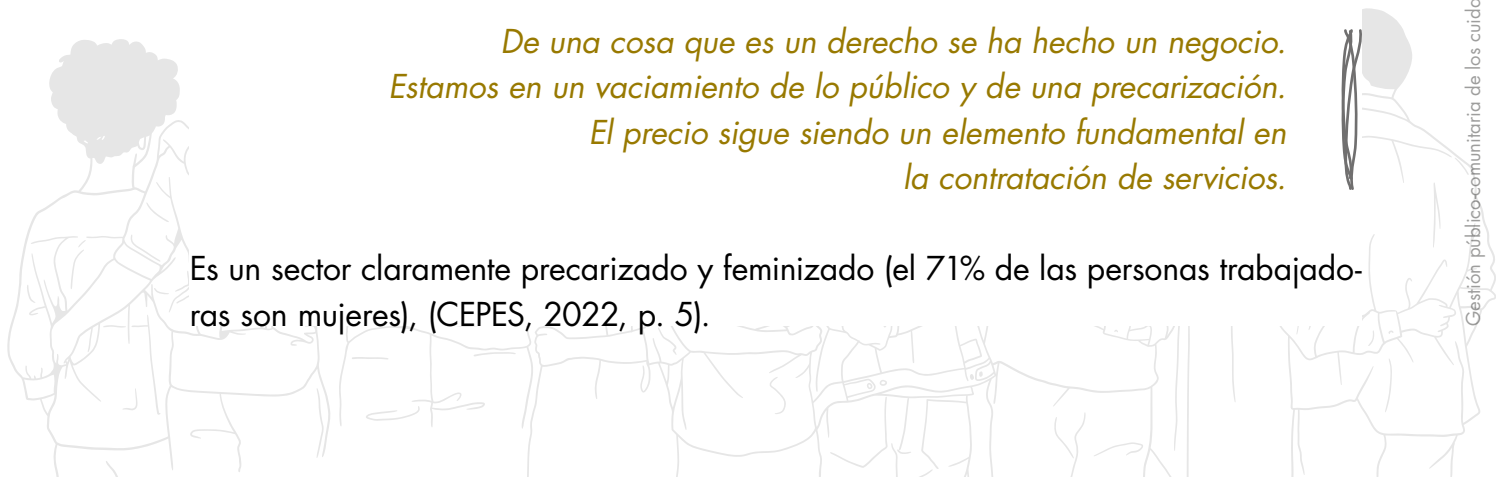 De una cosa que es un derecho se ha hecho un negocio.
Estamos en un vaciamiento de lo público y de una precarización.
El precio sigue siendo un elemento fundamental en
la contratación de servicios.
Es un sector claramente precarizado y feminizado (el 71% de las personas trabajado-
ras son mujeres), (CEPES, 2022, p. 5).
Gestión público-comunitaria de los